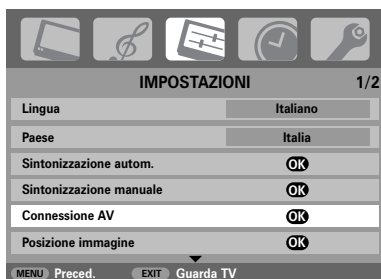 IMPOSTAZIONI 1/2
Lingua Italiano
Paese Italia
Sintonizzazione autom. OK
Sintonizzazione manuale OK
Connessione AV OK
Posizione immagine OK
MENU Preced. EXIT Guarda TV